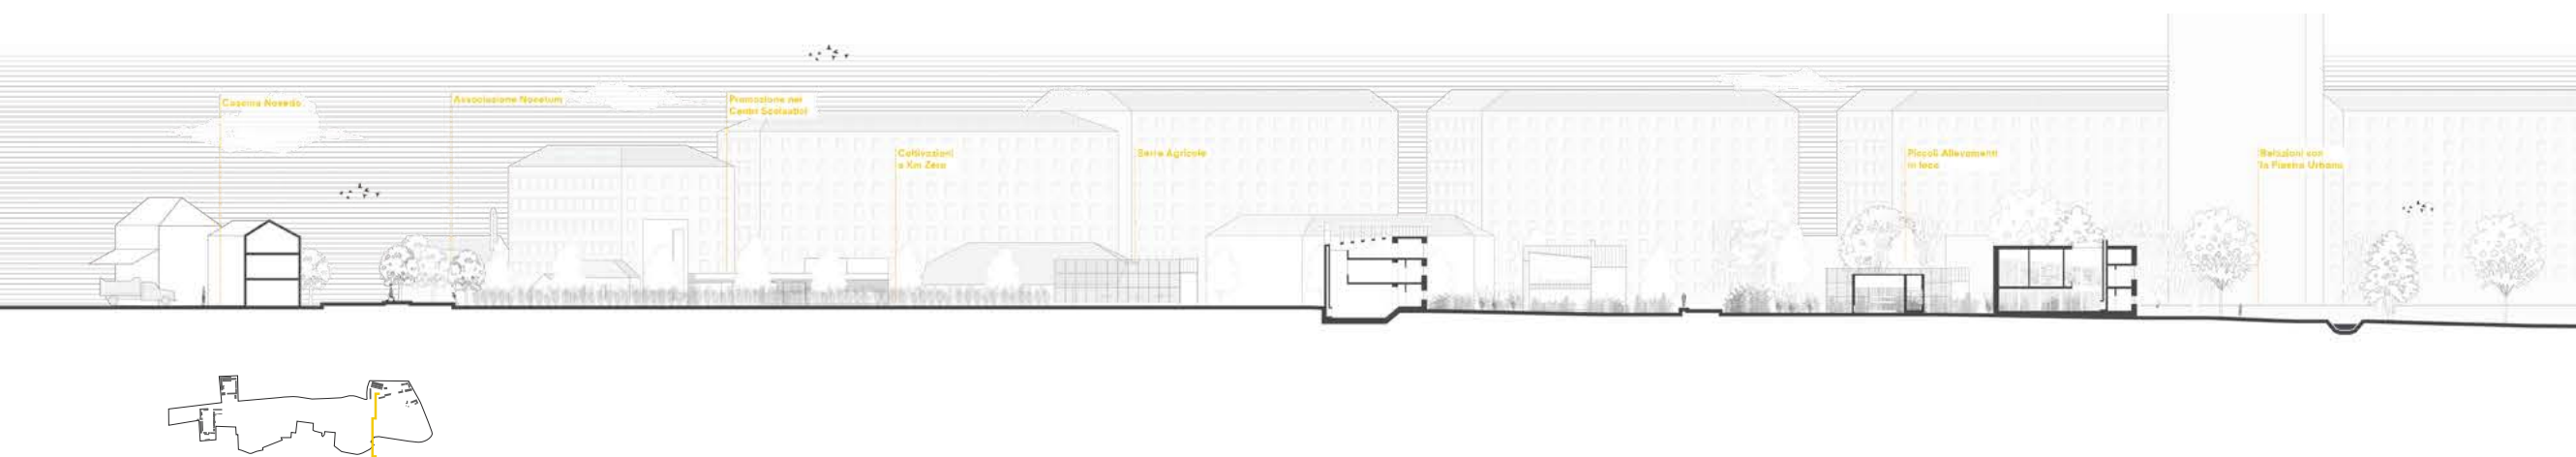 Cascina Nosedo
Associazione Nocetum
Promozione nei
Centri Scolastici
Coltivazioni
a Km Zero
Serre Agricole
Piccoli Allevamenti
in loco
Relazioni con
la Piastra Urbana